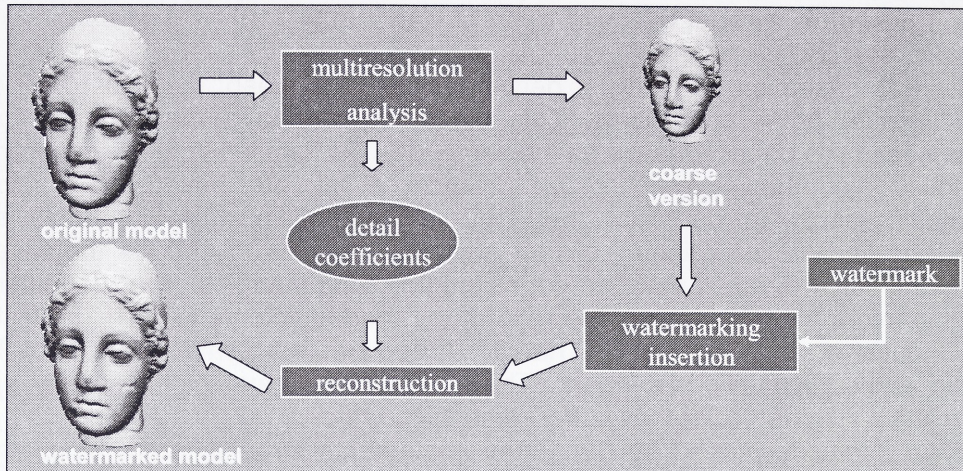 multiresolution
analysis
original model
coarse
version
detail
coefficients
watermark
watermarking
insertion
reconstruction
watermarked model